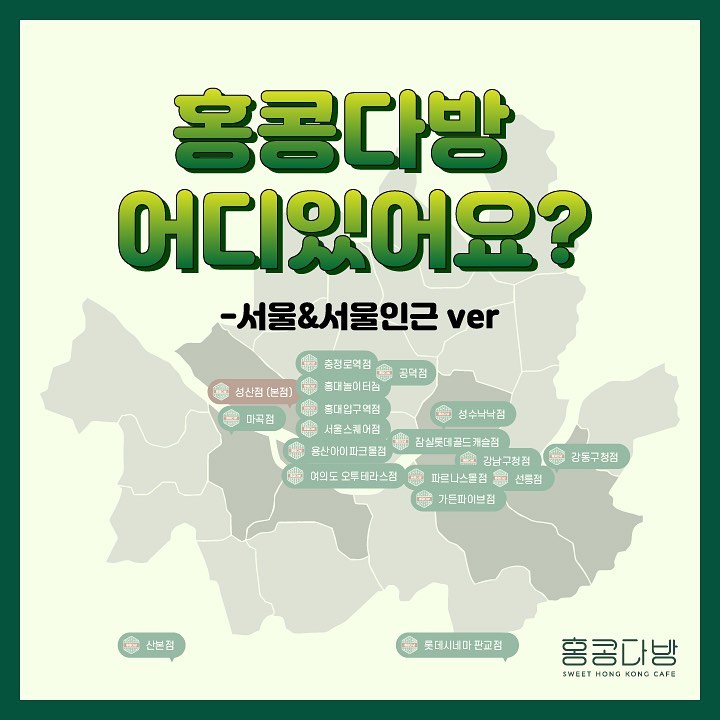 홍콩다방
어디있어요?
-서울&서울인근 ver
충정로역점
공덕점
성산점 (본점)
홍대놀이터점
마곡점
홍대입구역점
성수낙낙점
서울스퀘어점
잠실롯데골드캐슬점
용산아이파크몰점
강남구청점
강동구청점
여의도 오투테라스점
파르나스몰점
선릉점
가든파이브점
산본점
롯데시네마 판교점
홍콩다방
SWEET HONG KONG CAFE